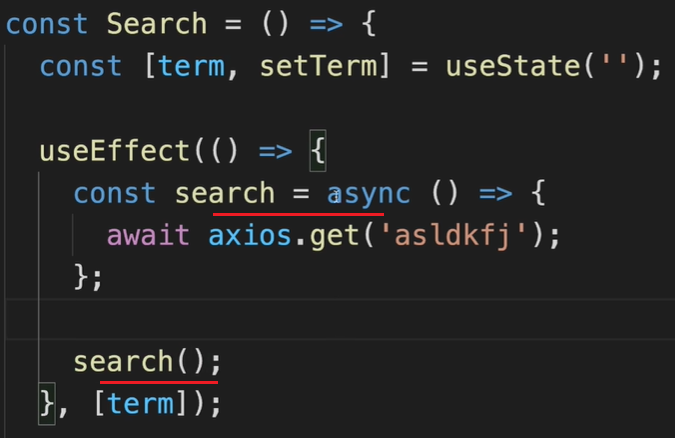 const Search = () => {
const [term, setTerm] = useState('');
useEffect(() => {
const search = async () => {
await axios.get('asldkfj');
};
search();
}, [term]);